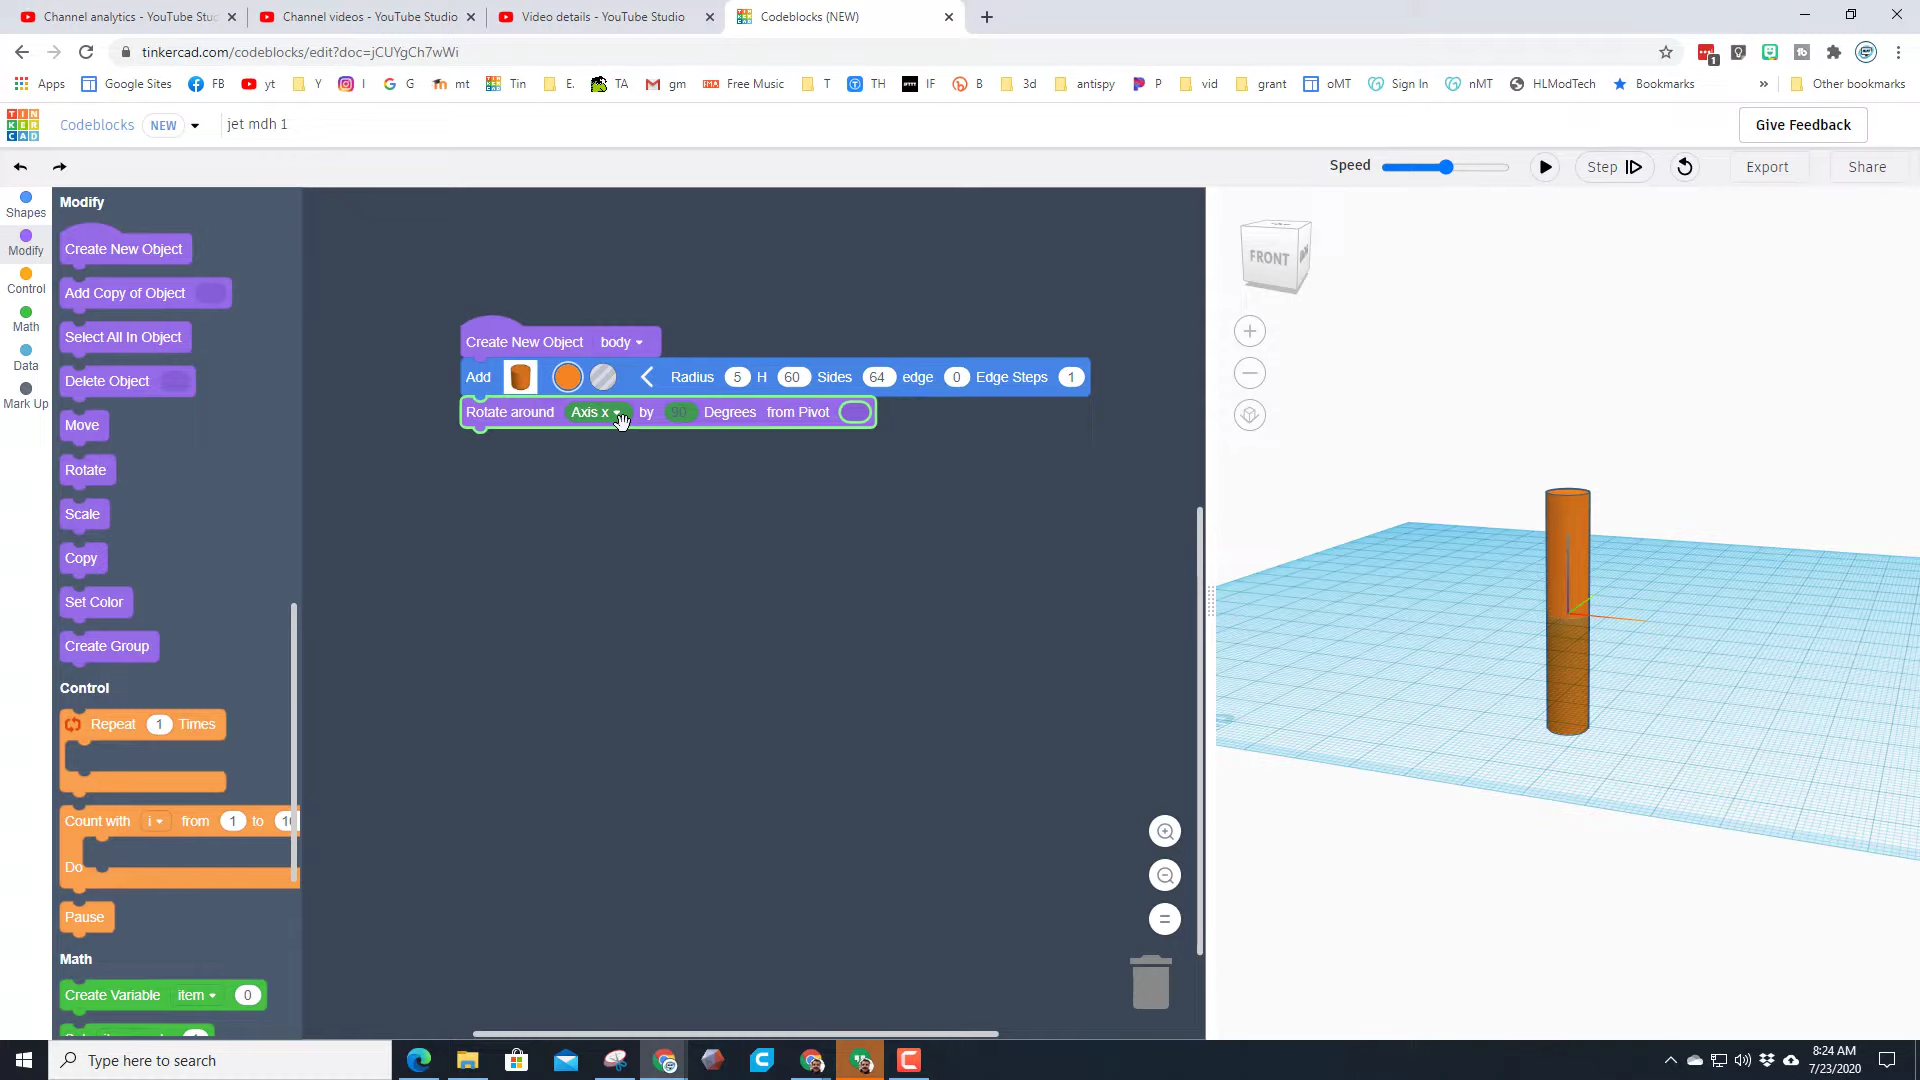 Channel analytics - YouTube Stu
Channel videos - YouTube Studio
Video details - YouTube Studio
Codeblocks (NEW)
tinkercad.com/codeblocks/edit?doc=jCUYgCh7wWi
Apps
Google Sites
FB
yt
Y
I
G
mt
Tin
E.
TA
gm
Free Music
T
TH
IF
B
3d
antispy
P
vid
grant
oMT
Sign In
nMT
HLModTech
Bookmarks
»
Other bookmarks
TIN
KER
CAD
Codeblocks NEW
jet mdh 1
Give Feedback
Speed
Step
Export
Share
Shapes
Modify
Control
Math
Data
Mark Up
Modify
Create New Object
Add Copy of Object
Select All In Object
Delete Object
Move
Rotate
Scale
Copy
Set Color
Create Group
Control
Repeat 1 Times
Count with i from 1 to 10
Do
Pause
Math
Create Variable item 0
Create New Object body
Add Radius 5 H 60 Sides 64 edge 0 Edge Steps 1
Rotate around Axis x by 90 Degrees from Pivot
FRONT
Type here to search
8:24 AM
7/23/2020